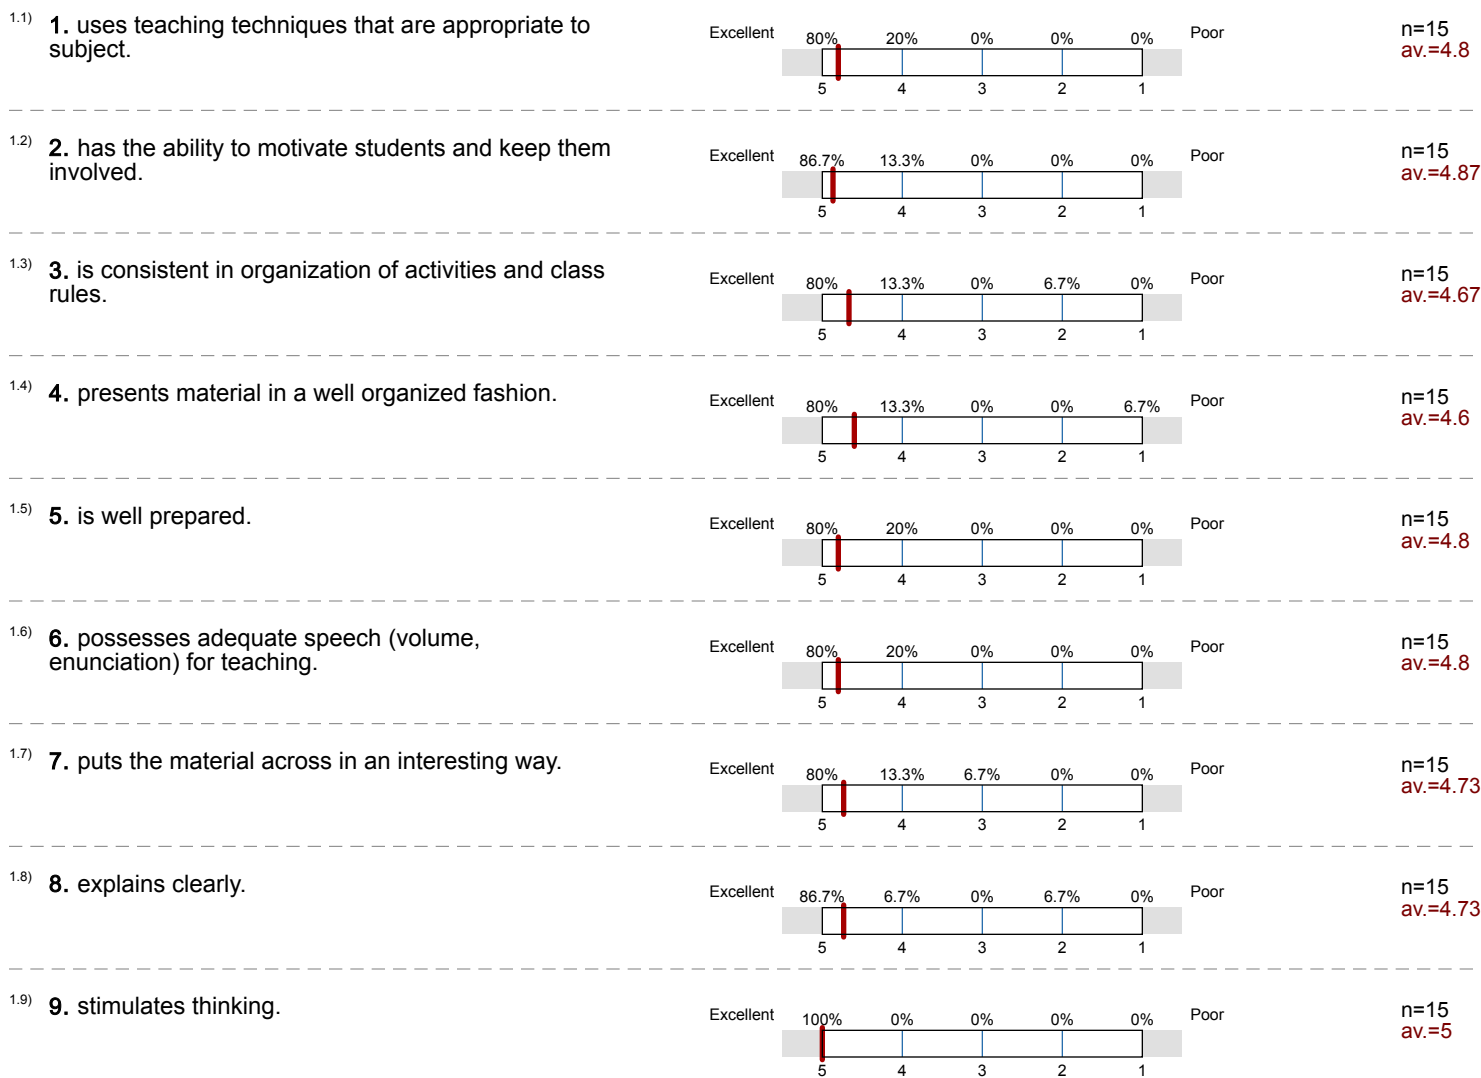 1.1) 1. uses teaching techniques that are appropriate to
subject.
Excellent 80% 20% 0% 0% 0% Poor
5 4 3 2 1
n=15
av.=4.8
1.2) 2. has the ability to motivate students and keep them
involved.
Excellent 86.7% 13.3% 0% 0% 0% Poor
5 4 3 2 1
n=15
av.=4.87
1.3) 3. is consistent in organization of activities and class
rules.
Excellent 80% 13.3% 0% 6.7% 0% Poor
5 4 3 2 1
n=15
av.=4.67
1.4) 4. presents material in a well organized fashion.
Excellent 80% 13.3% 0% 0% 6.7% Poor
5 4 3 2 1
n=15
av.=4.6
1.5) 5. is well prepared.
Excellent 80% 20% 0% 0% 0% Poor
5 4 3 2 1
n=15
av.=4.8
1.6) 6. possesses adequate speech (volume,
enunciation) for teaching.
Excellent 80% 20% 0% 0% 0% Poor
5 4 3 2 1
n=15
av.=4.8
1.7) 7. puts the material across in an interesting way.
Excellent 80% 13.3% 6.7% 0% 0% Poor
5 4 3 2 1
n=15
av.=4.73
1.8) 8. explains clearly.
Excellent 86.7% 6.7% 0% 6.7% 0% Poor
5 4 3 2 1
n=15
av.=4.73
1.9) 9. stimulates thinking.
Excellent 100% 0% 0% 0% 0% Poor
5 4 3 2 1
n=15
av.=5